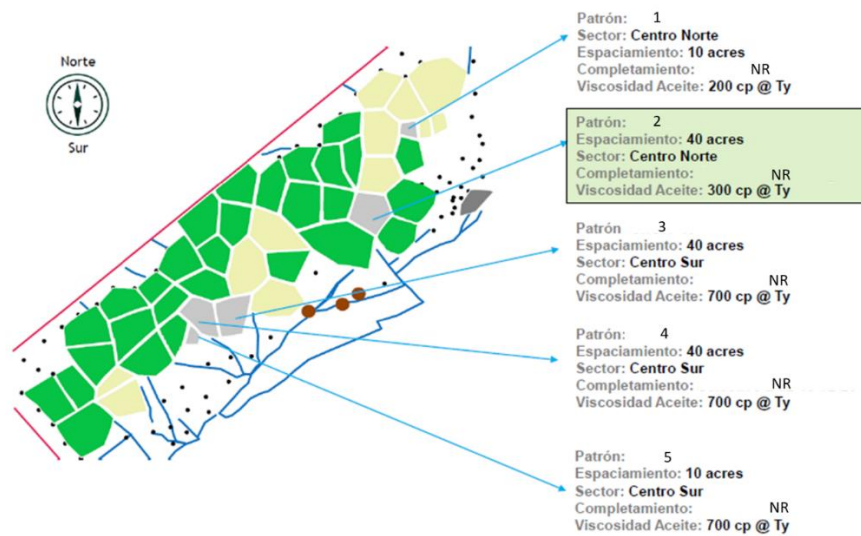 Norte
Sur
Patrón: 1
Sector: Centro Norte
Espaciamiento: 10 acres
Completamiento: NR
Viscosidad Aceite: 200 cp @ Ty
Patrón: 2
Espaciamiento: 40 acres
Sector: Centro Norte
Completamiento: NR
Viscosidad Aceite: 300 cp @ Ty
Patrón 3
Espaciamiento: 40 acres
Sector: Centro Sur
Completamiento: NR
Viscosidad Aceite: 700 cp @ Ty
Patrón: 4
Espaciamiento: 40 acres
Sector: Centro Sur
Completamiento: NR
Viscosidad Aceite: 700 cp @ Ty
Patrón: 5
Espaciamiento: 10 acres
Sector: Centro Sur
Completamiento: NR
Viscosidad Aceite: 700 cp @ Ty